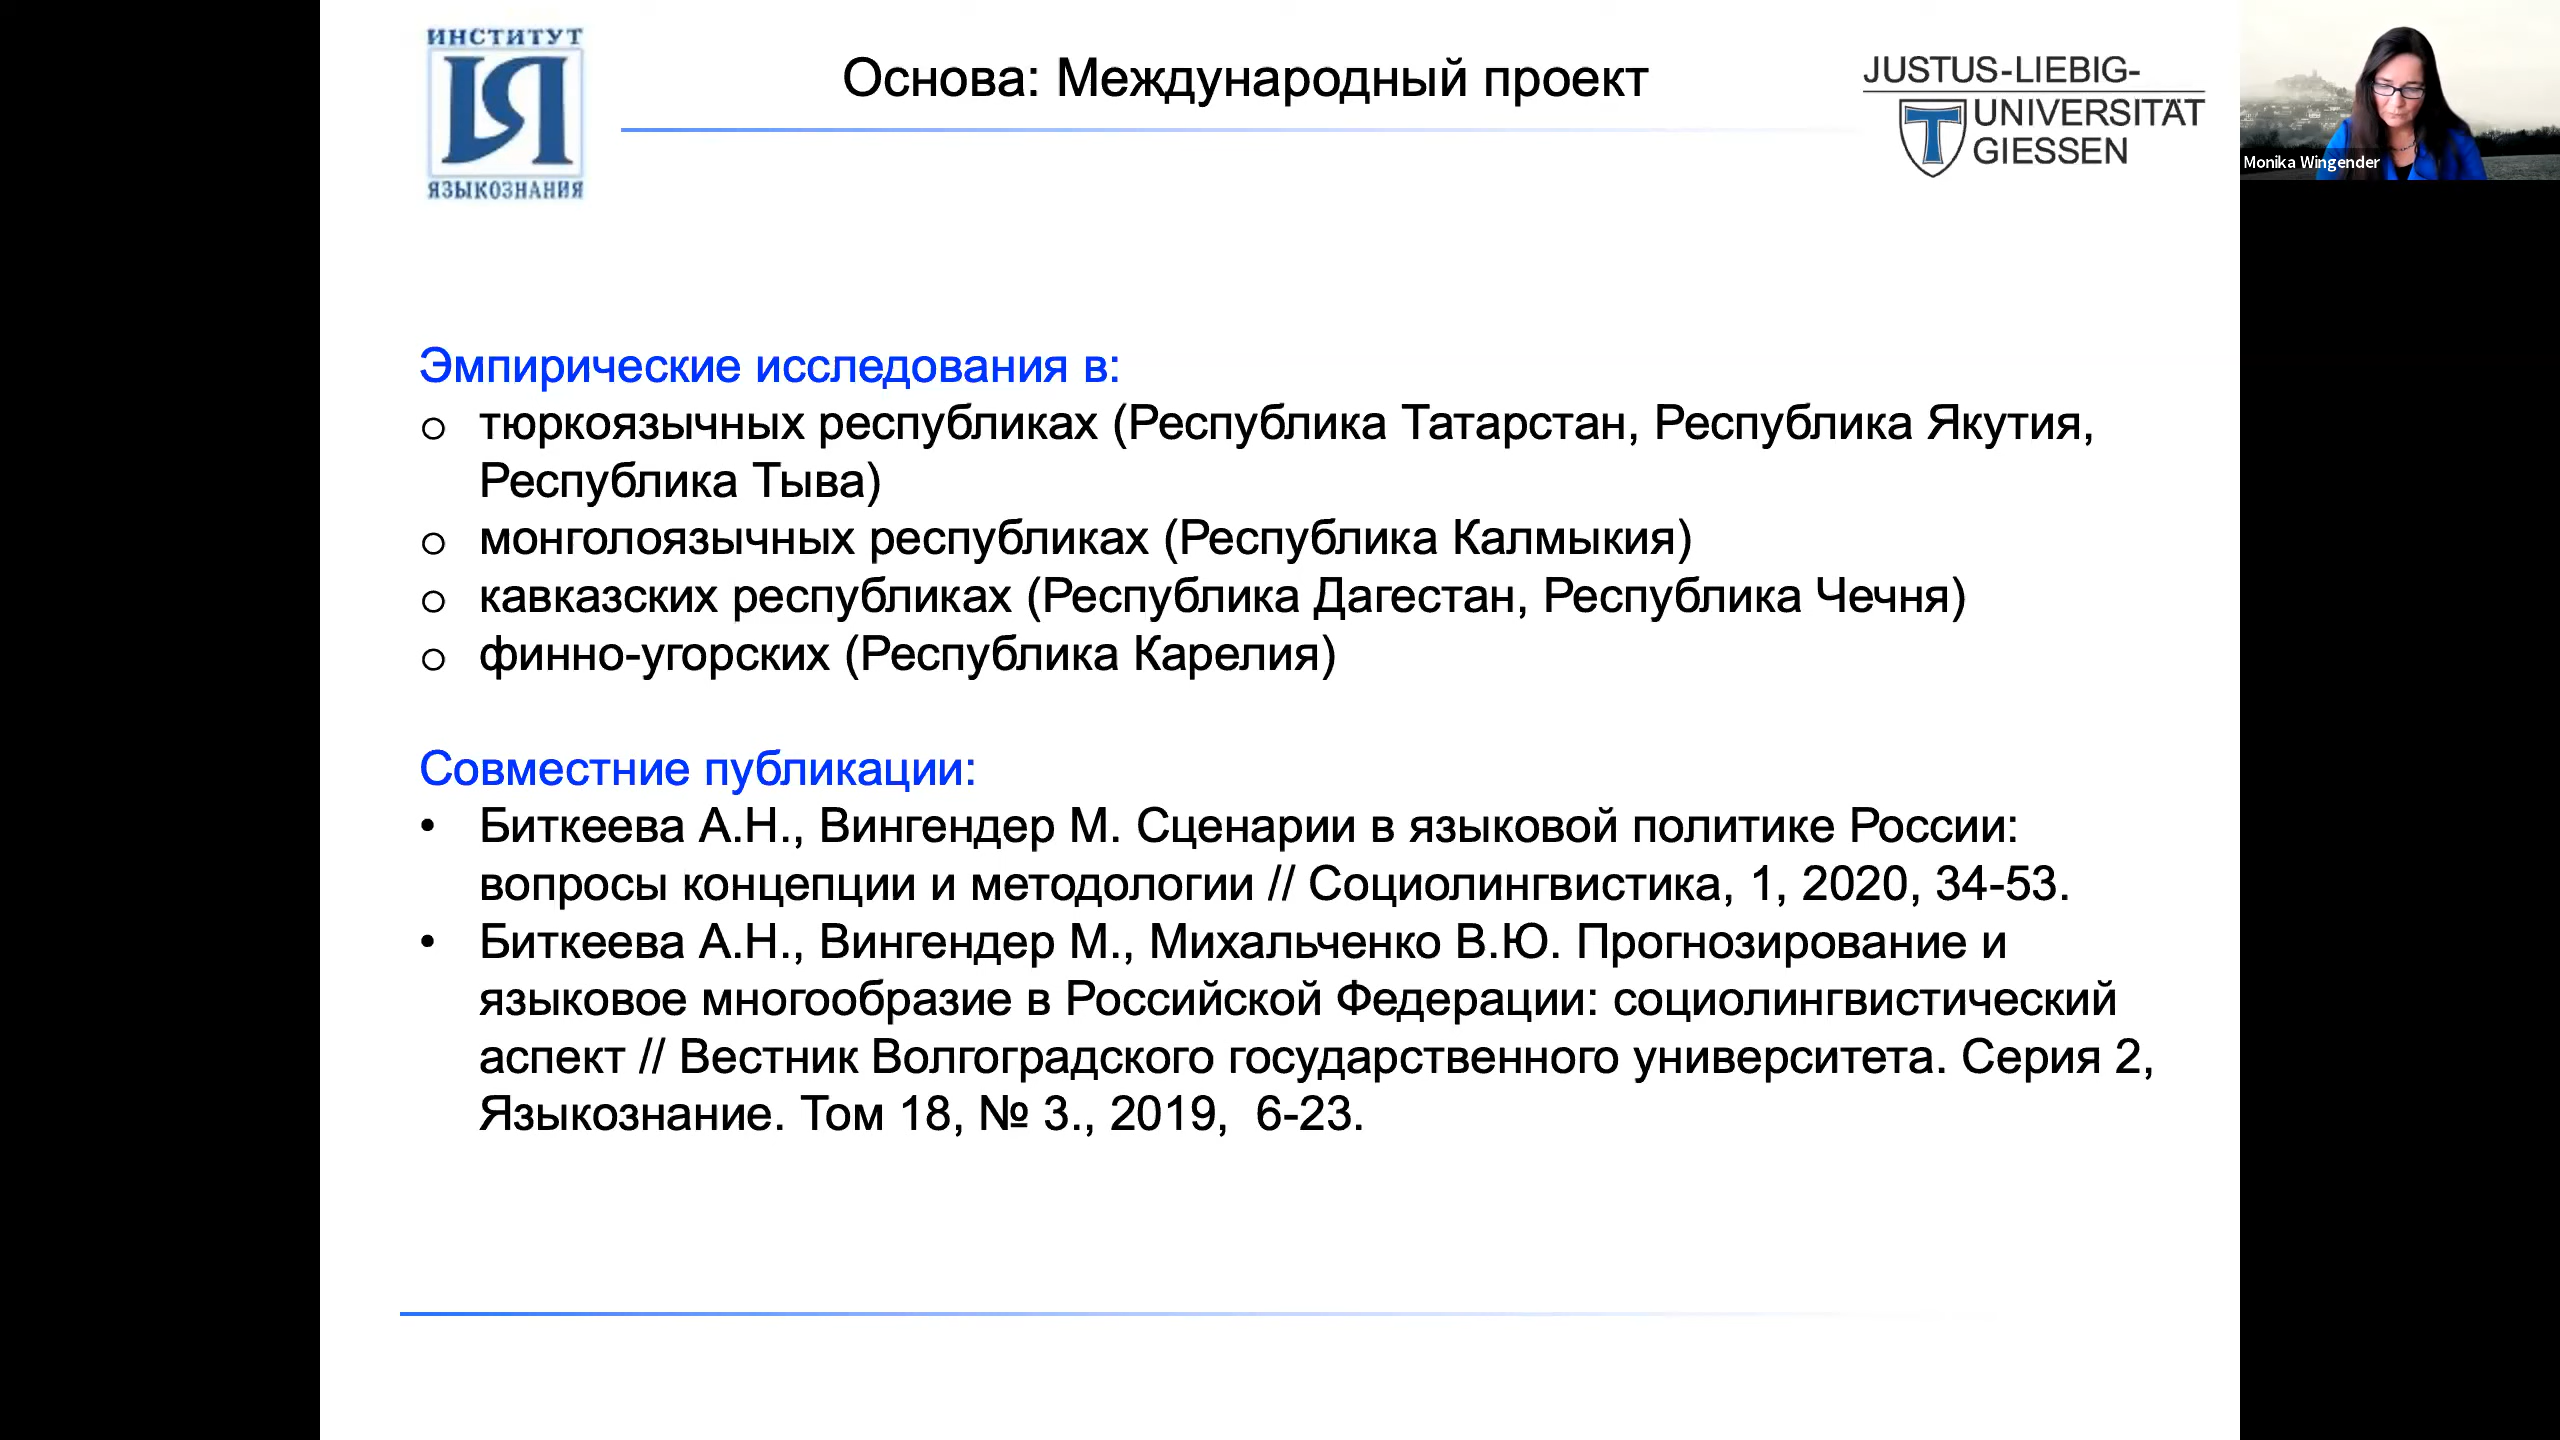 ИНСТИТУТ
ИЯ
ЯЗЫКОЗНАНИЯ
Основа: Международный проект
JUSTUS-LIEBIG-
UNIVERSITÄT
GIESSEN
Monika Wingender
Эмпирические исследования в:
o тюркоязычных республиках (Республика Татарстан, Республика Якутия,
Республика Тыва)
o монголоязычных республиках (Республика Калмыкия)
o кавказских республиках (Республика Дагестан, Республика Чечня)
o финно-угорских (Республика Карелия)
Совместние публикации:
• Биткеева А.Н., Вингендер М. Сценарии в языковой политике России:
вопросы концепции и методологии // Социолингвистика, 1, 2020, 34-53.
• Биткеева А.Н., Вингендер М., Михальченко В.Ю. Прогнозирование и
языковое многообразие в Российской Федерации: социолингвистический
аспект // Вестник Волгоградского государственного университета. Серия 2,
Языкознание. Том 18, № 3., 2019, 6-23.